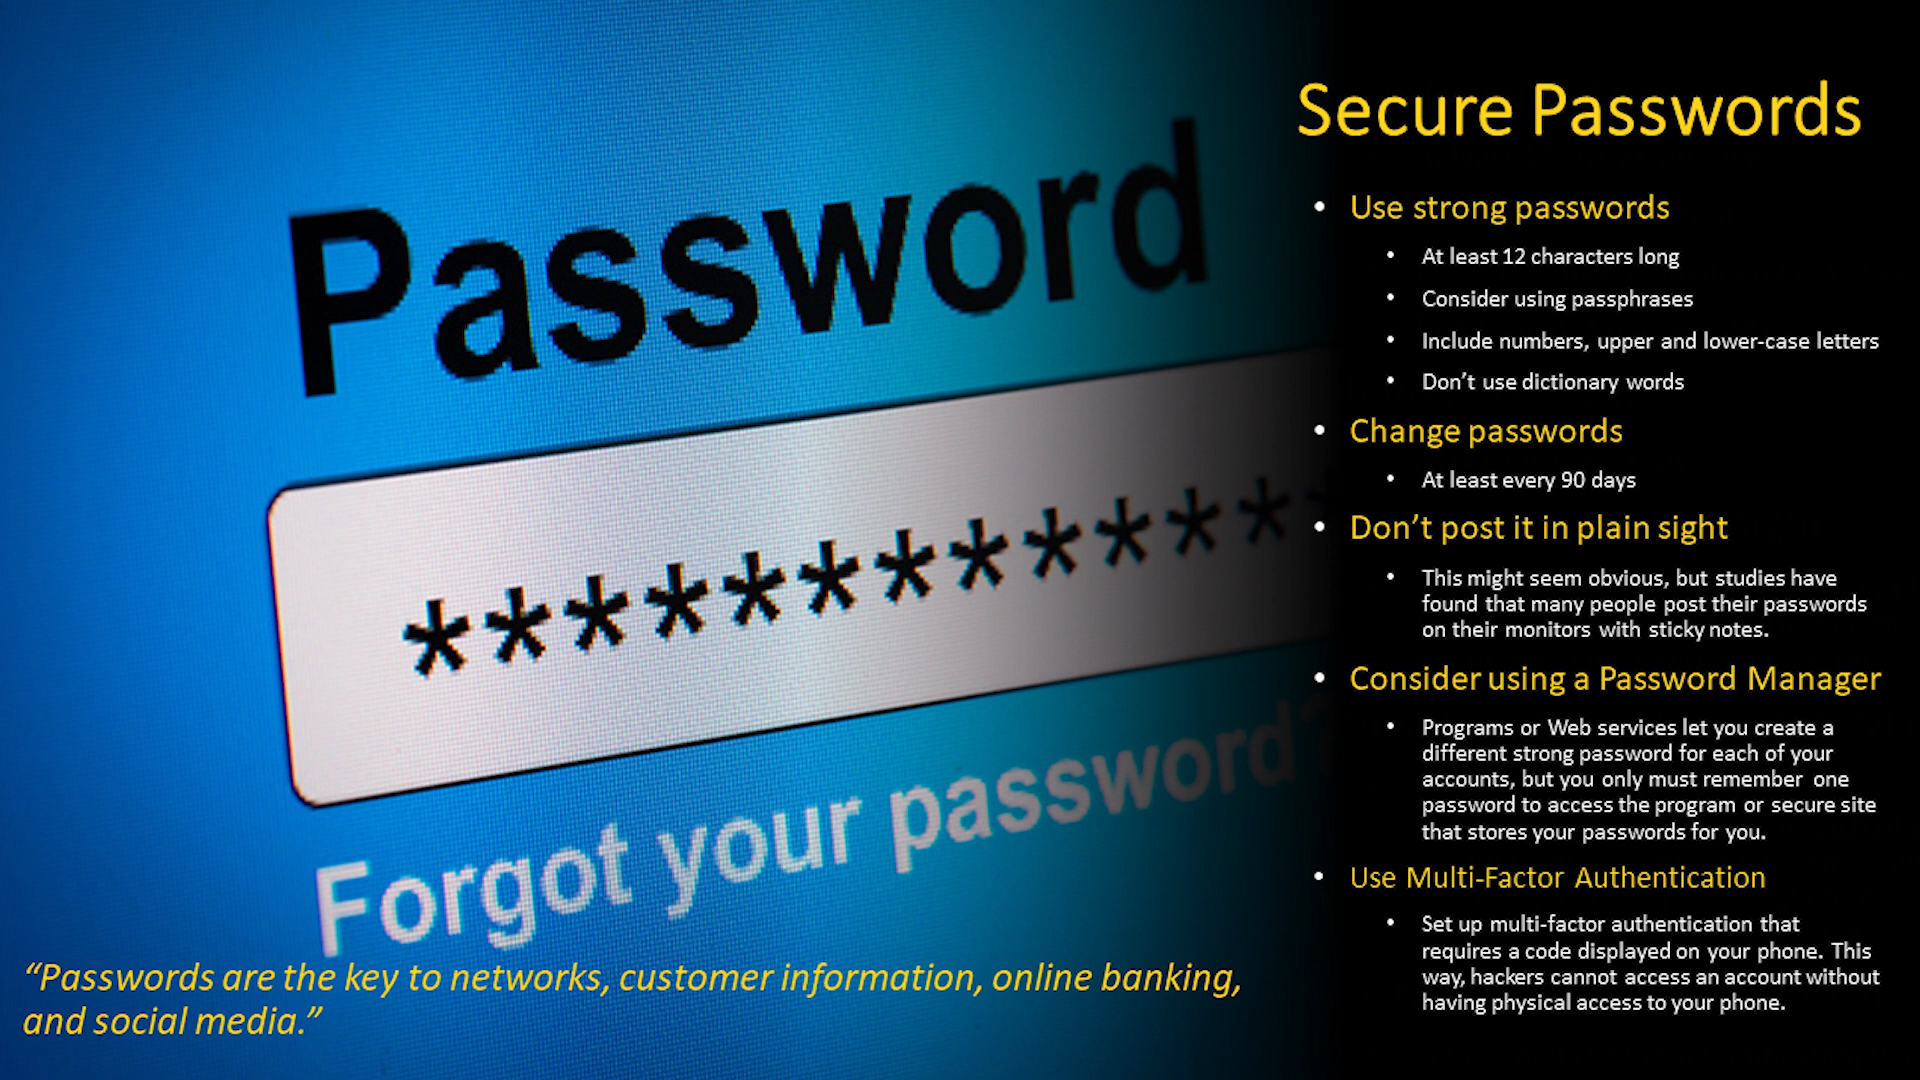 Secure Passwords
• Use strong passwords
• At least 12 characters long
• Consider using passphrases
• Include numbers, upper and lower-case letters
• Don’t use dictionary words
• Change passwords
• At least every 90 days
• Don’t post it in plain sight
• This might seem obvious, but studies have
found that many people post their passwords
on their monitors with sticky notes.
• Consider using a Password Manager
• Programs or Web services let you create a
different strong password for each of your
accounts, but you only must remember one
password to access the program or secure site
that stores your passwords for you.
• Use Multi-Factor Authentication
• Set up multi-factor authentication that
requires a code displayed on your phone. This
way, hackers cannot access an account without
having physical access to your phone.
Password
************
Forgot your password?
“Passwords are the key to networks, customer information, online banking,
and social media.”